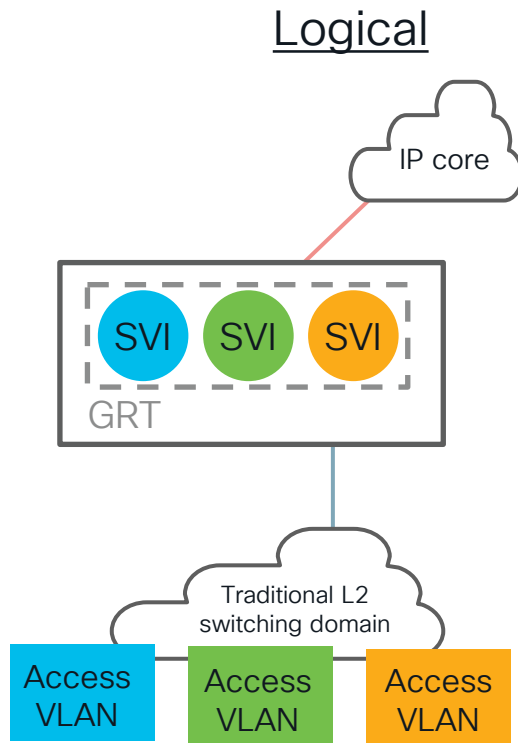 Logical
IP core
SVI SVI SVI
GRT
Traditional L2
switching domain
Access
VLAN
Access
VLAN
Access
VLAN